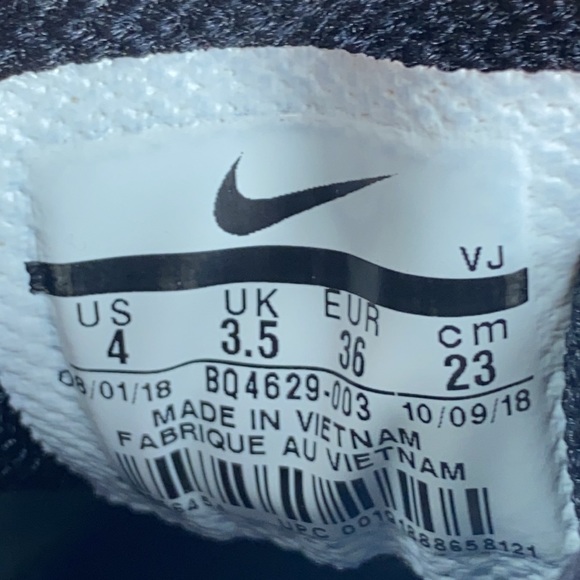 VJ
US UK EUR cm
4 3.5 36 23
08/01/18 BQ4629-003 10/09/18
MADE IN VIETNAM
FABRIQUE AU VIETNAM
UPC